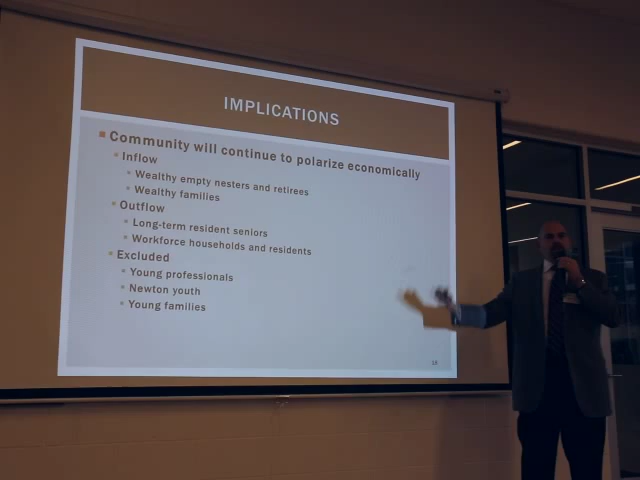 IMPLICATIONS
Community will continue to polarize economically
Inflow
Wealthy empty nesters and retirees
Wealthy families
Outflow
Long-term resident seniors
Workforce households and residents
Excluded
Young professionals
Newton youth
Young families